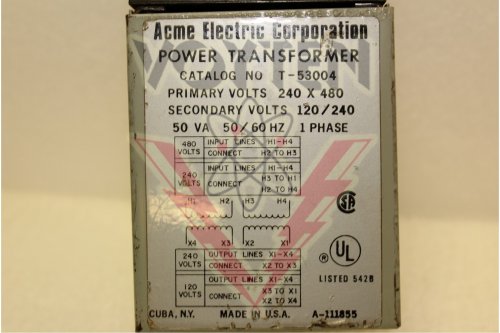 Acme Electric Corporation
POWER TRANSFORMER
CATALOG NO T-53004
PRIMARY VOLTS 240 X 480
SECONDARY VOLTS 120/240
50 VA 50/60 HZ 1 PHASE
480 VOLTS INPUT LINES H1-H4
CONNECT H2 TO H3
240 VOLTS INPUT LINES H1-H4
CONNECT H3 TO H1
H2 TO H4
H1 H2 H3 H4
X4 X3 X2 X1
240 VOLTS OUTPUT LINES X1-X4
CONNECT X2 TO X3
120 VOLTS OUTPUT LINES X1-X4
CONNECT X3 TO X1
X2 TO X4
SA
UL
®
LISTED 542B
CUBA, N.Y. MADE IN U.S.A. A-111855
VOTTEN